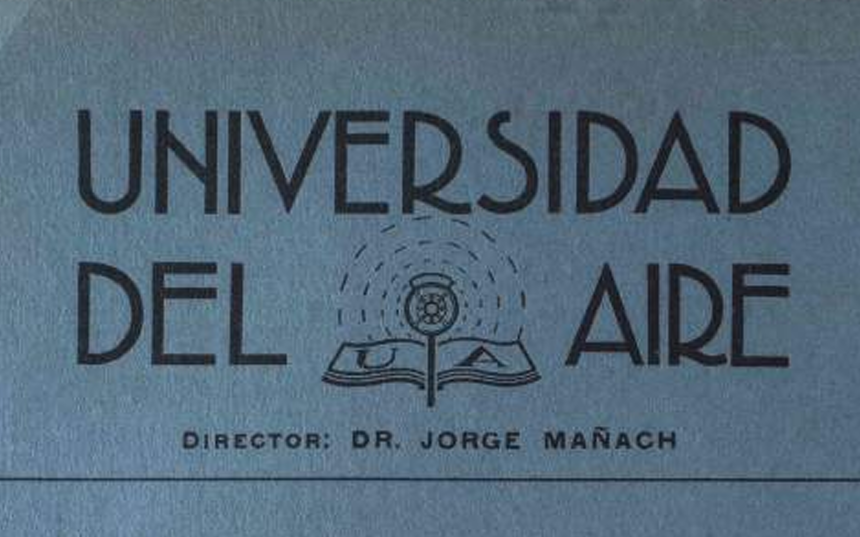 UNIVERSIDAD
DEL AIRE
U A
DIRECTOR: DR. JORGE MAÑACH